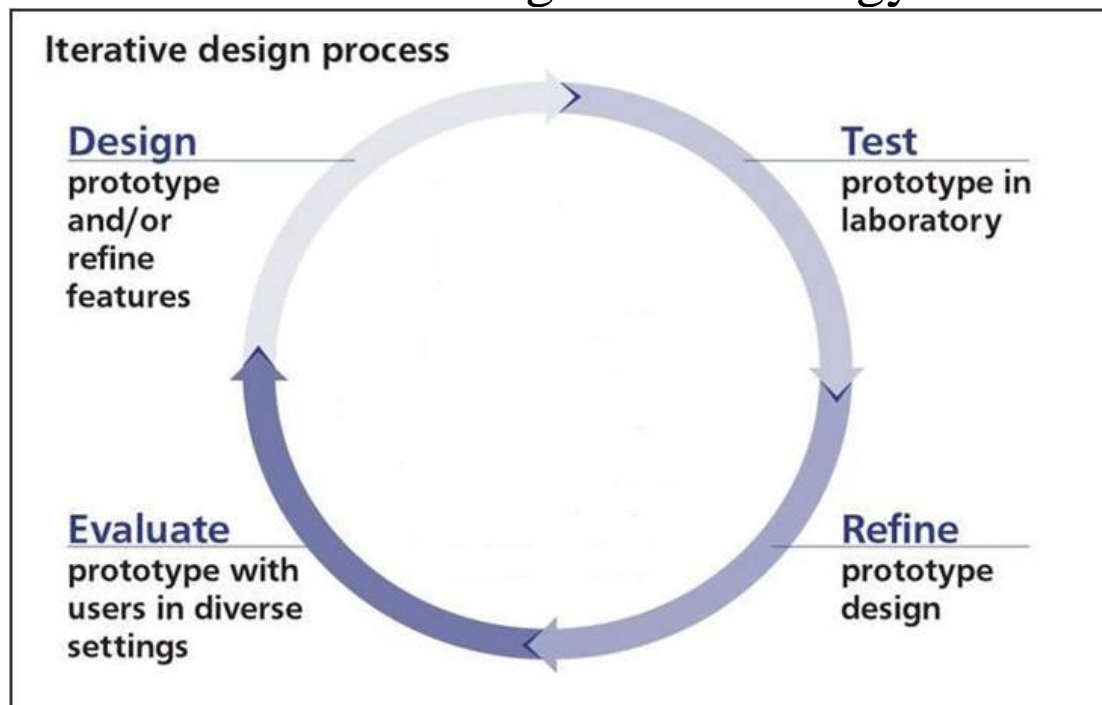 Iterative design process
Design
prototype
and/or
refine
features
Test
prototype in
laboratory
Evaluate
prototype with
users in diverse
settings
Refine
prototype
design